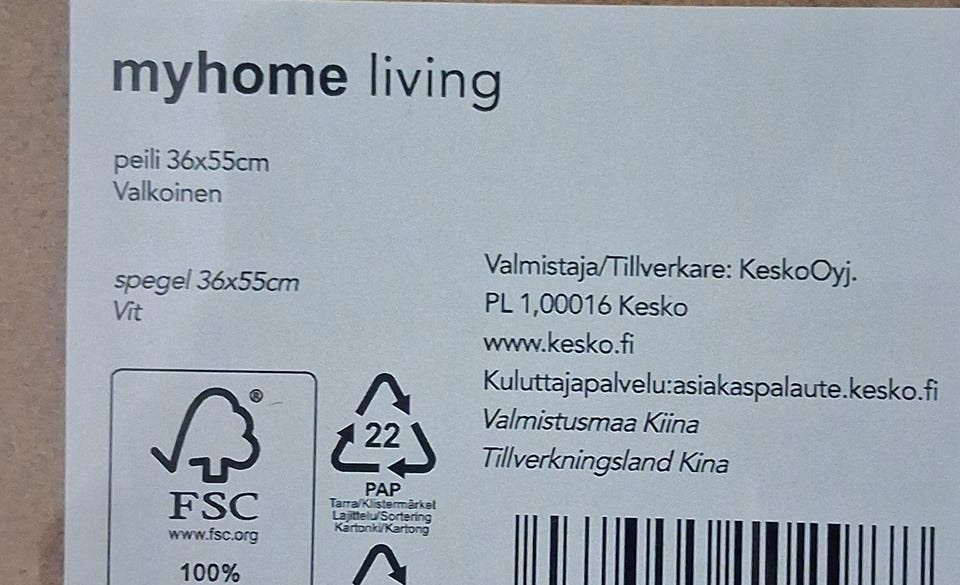 myhome living
peili 36x55cm
Valkoinen
spegel 36x55cm
Vit
Valmistaja/Tillverkare: KeskoOyj.
PL 1,00016 Kesko
www.kesko.fi
Kuluttajapalvelu:asiakaspalaute.kesko.fi
Valmistusmaa Kiina
Tillverkningsland Kina
®
FSC
www.fsc.org
100%
22
PAP
Tarra/Klistermärket
Lajittelu/Sortering
Kartonki/Kartong